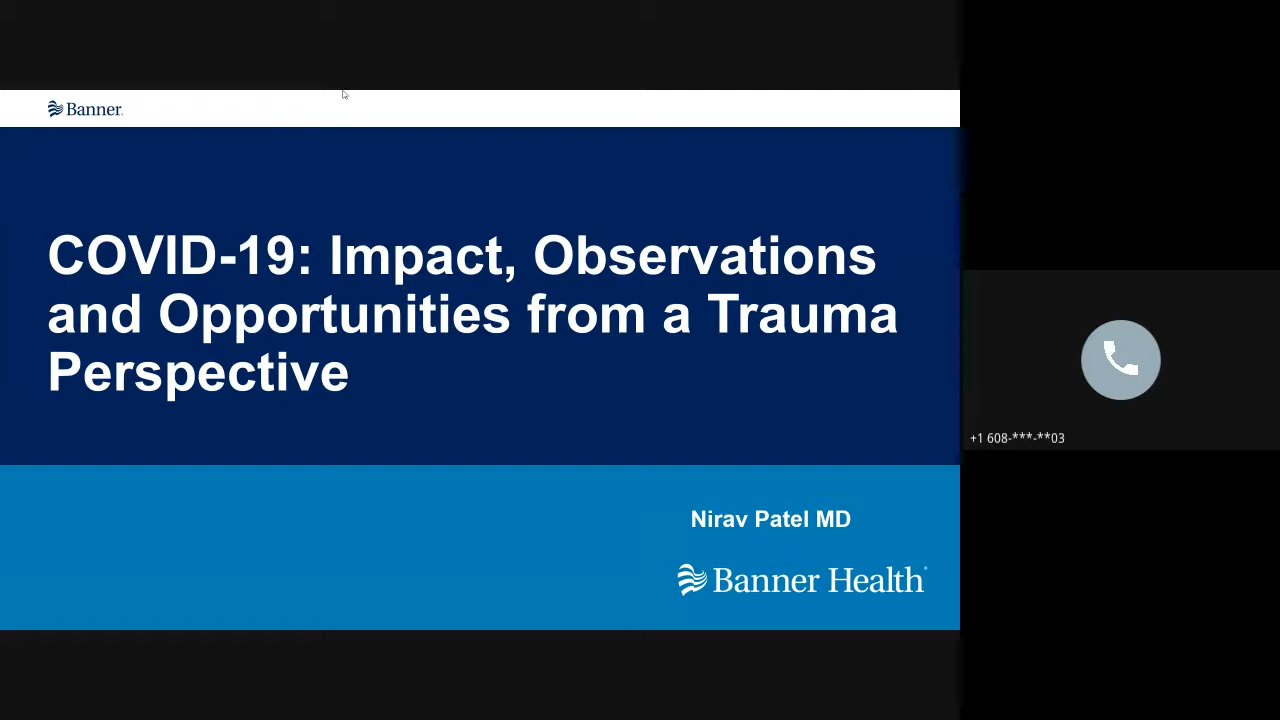 Banner.
COVID-19: Impact, Observations
and Opportunities from a Trauma
Perspective
+1 608-***-**03
Nirav Patel MD
Banner Health